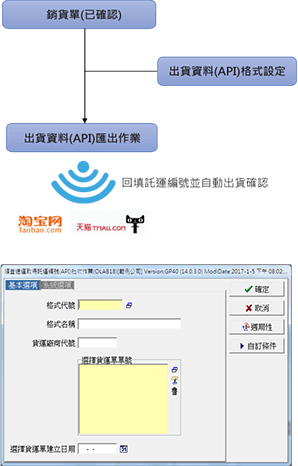 銷貨單(已確認)
出貨資料(API)格式設定
出貨資料(API)匯出作業
回填託運編號並自動出貨確認
淘宝网
Taobao.com
天猫 TMALL.COM
(OLAB18)
Version:GP40 (14.0.3.0) ModiDate:2017-1-5 下午 08:02...
基本選項
系統選項
格式代號
格式名稱
貨運廠商代號
選擇貨運單單號
選擇貨運單建立日期
- -
確定
取消
週期性
自訂條件